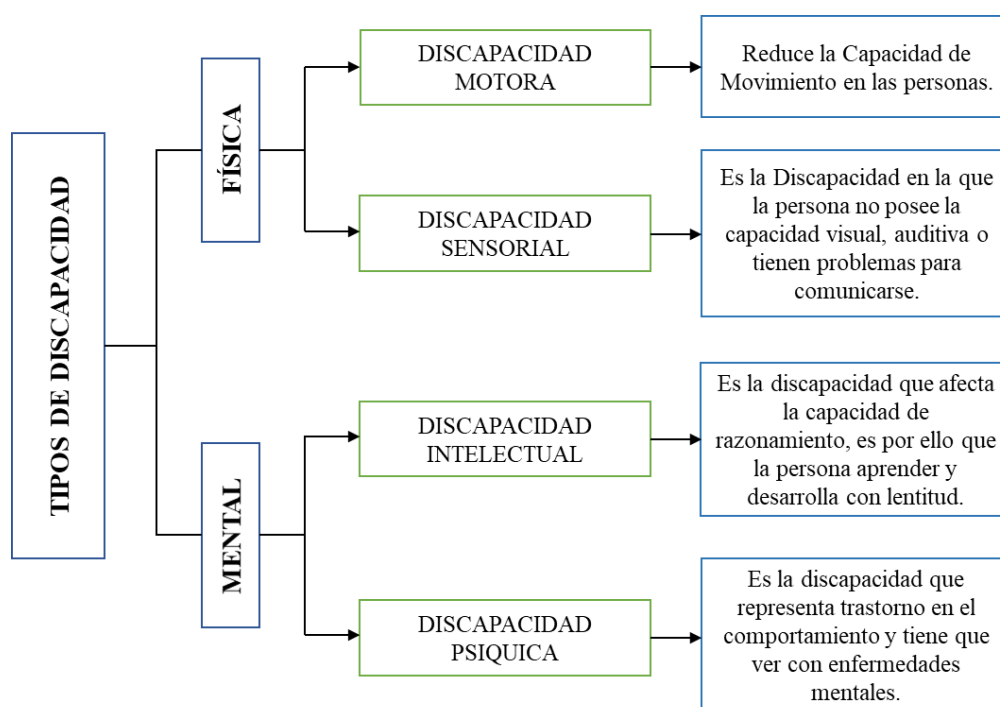 TIPOS DE DISCAPACIDAD
FÍSICA
DISCAPACIDAD
MOTORA
Reduce la Capacidad de
Movimiento en las personas.
DISCAPACIDAD
SENSORIAL
Es la Discapacidad en la que
la persona no posee la
capacidad visual, auditiva o
tienen problemas para
comunicarse.
MENTAL
DISCAPACIDAD
INTELECTUAL
Es la discapacidad que afecta
la capacidad de
razonamiento, es por ello que
la persona aprender y
desarrolla con lentitud.
DISCAPACIDAD
PSIQUICA
Es la discapacidad que
representa trastorno en el
comportamiento y tiene que
ver con enfermedades
mentales.